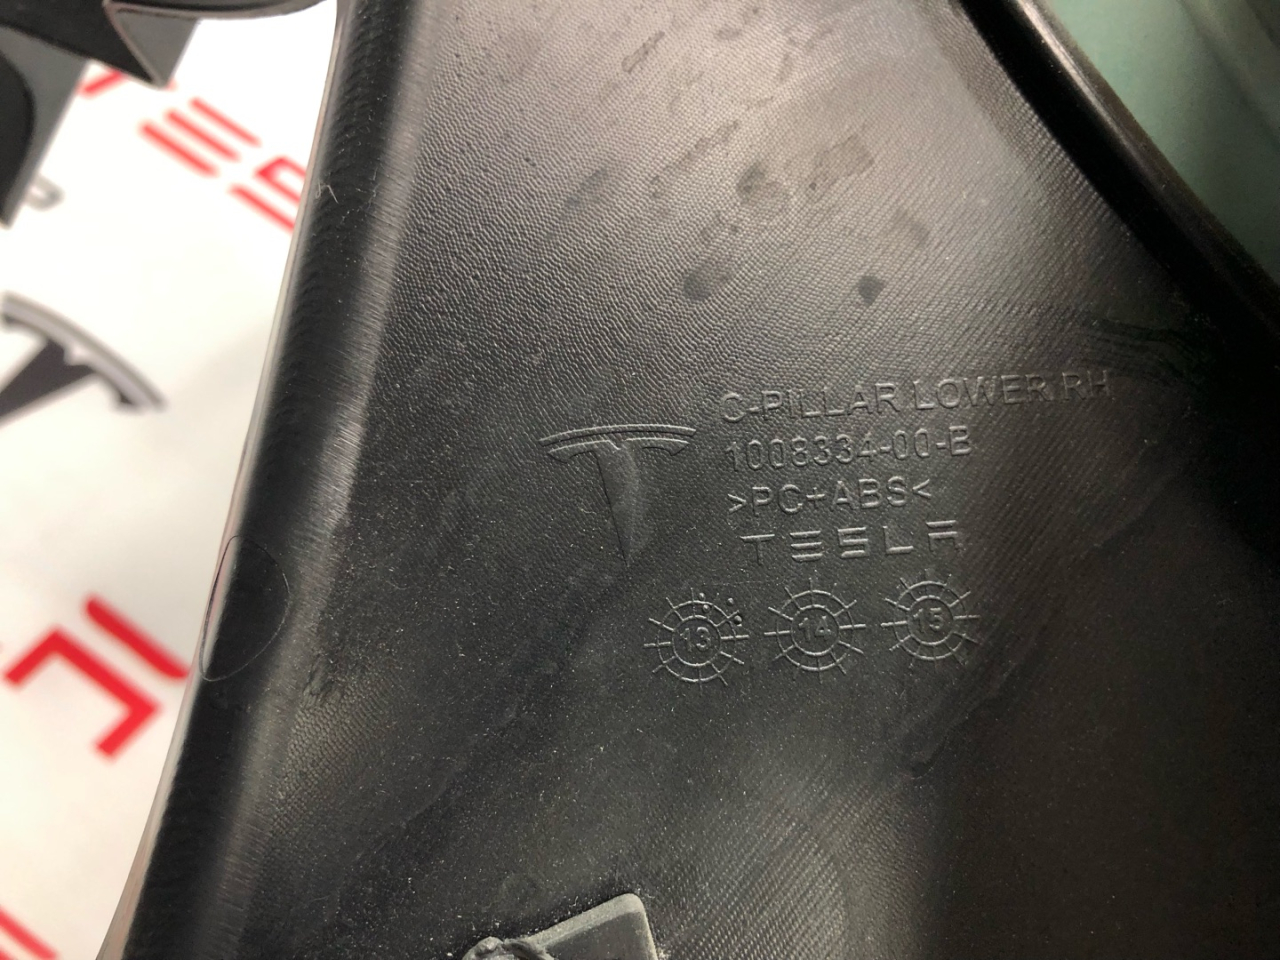 C-PILLAR LOWER RH
1008334-00-B
>PC+ABS<
TESLA
13 14 15